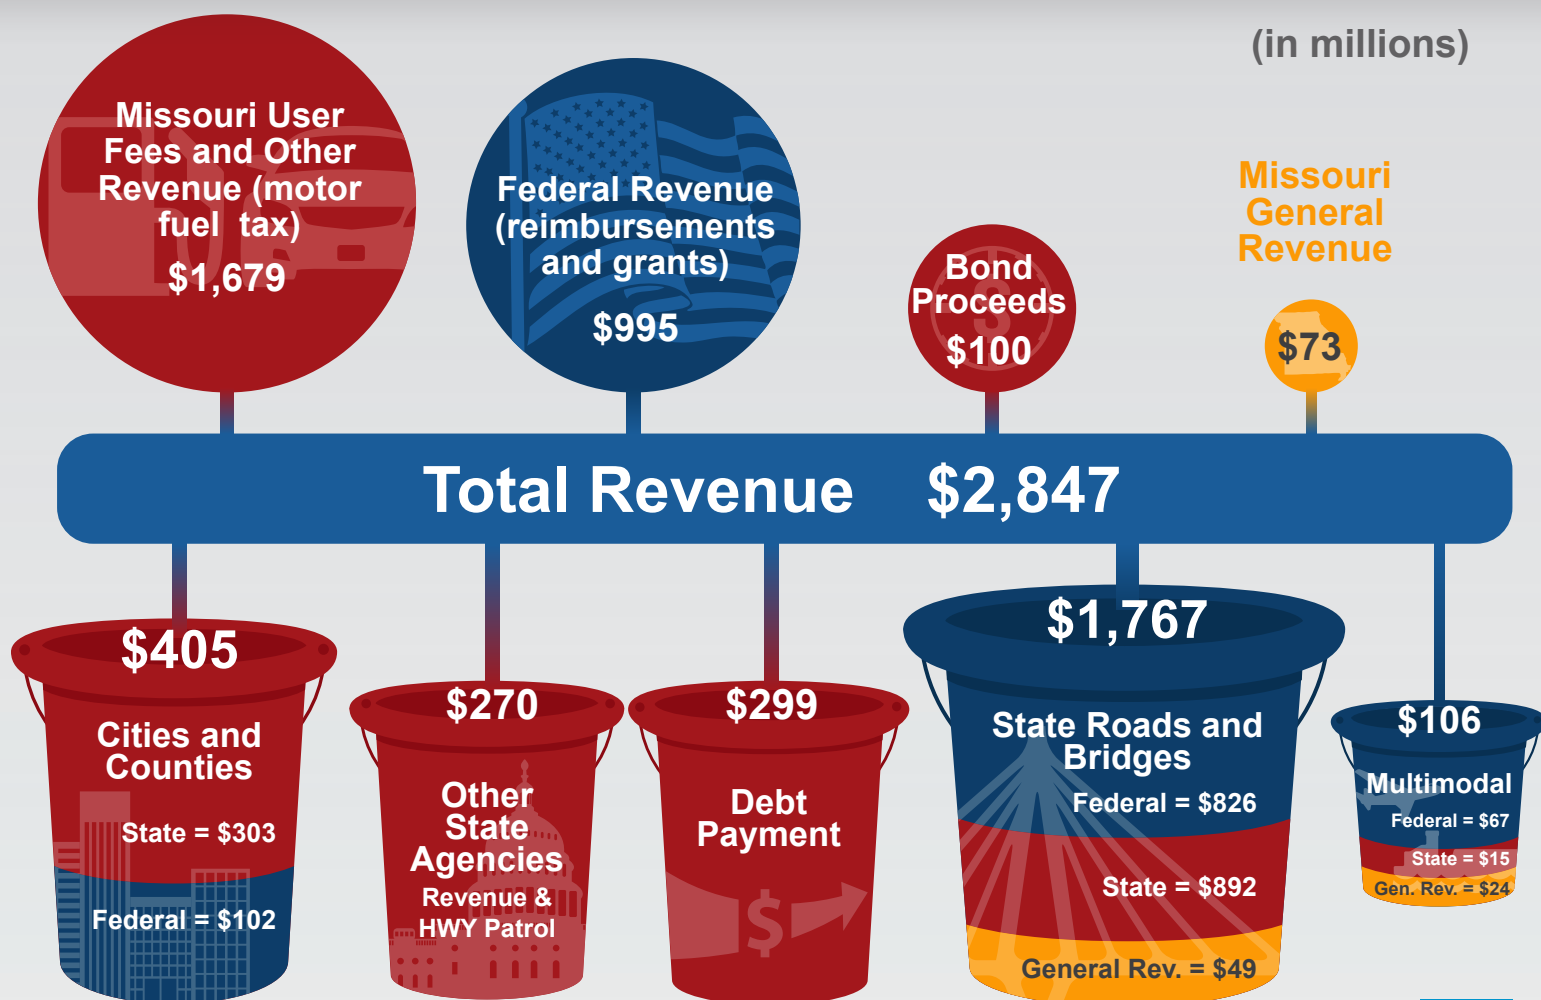 (in millions)
Missouri User
Fees and Other
Revenue (motor
fuel tax)
$1,679
Federal Revenue
(reimbursements
and grants)
$995
Bond
Proceeds
$100
Missouri
General
Revenue
$73
Total Revenue $2,847
$405
Cities and
Counties
State = $303
Federal = $102
$270
Other
State
Agencies
Revenue &
HWY Patrol
$299
Debt
Payment
$
$1,767
State Roads and
Bridges
Federal = $826
State = $892
General Rev. = $49
$106
Multimodal
Federal = $67
State = $15
Gen. Rev. = $24